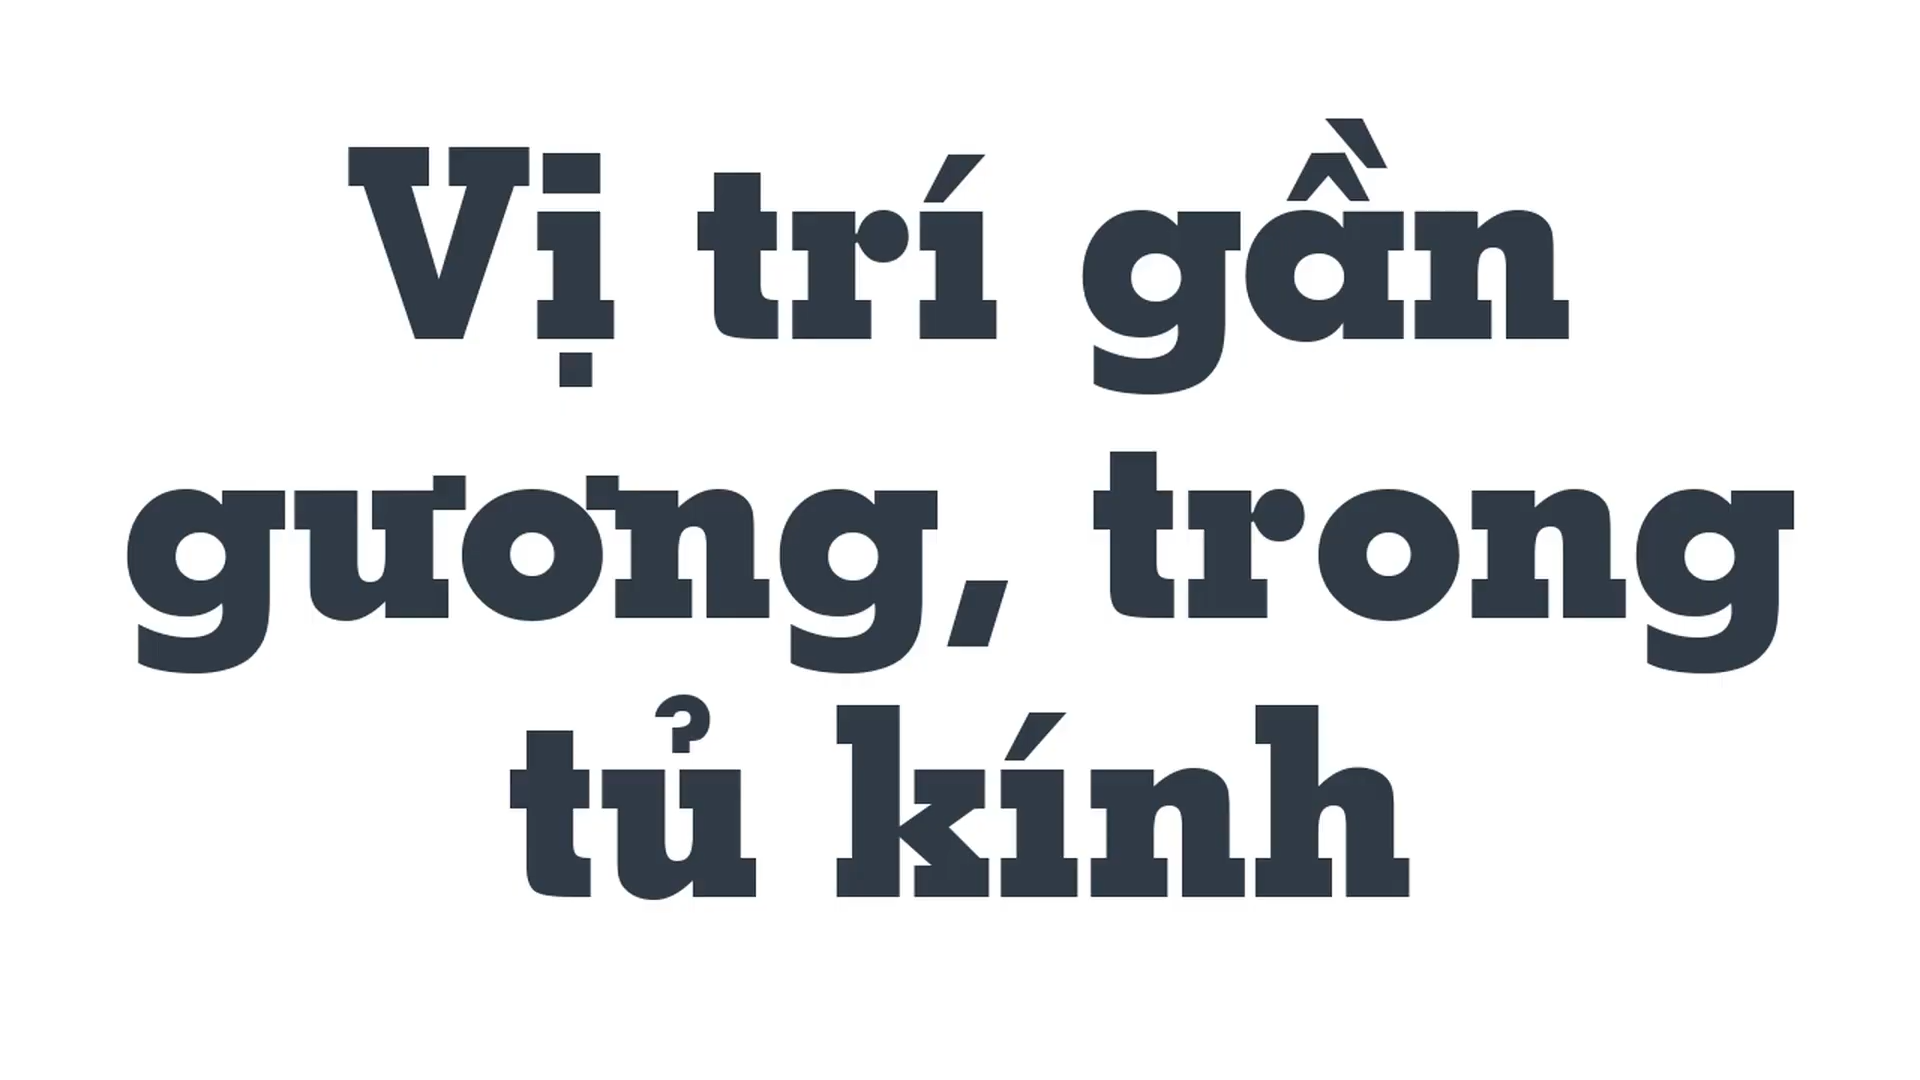 Vị trí gần
gương, trong
tủ kính